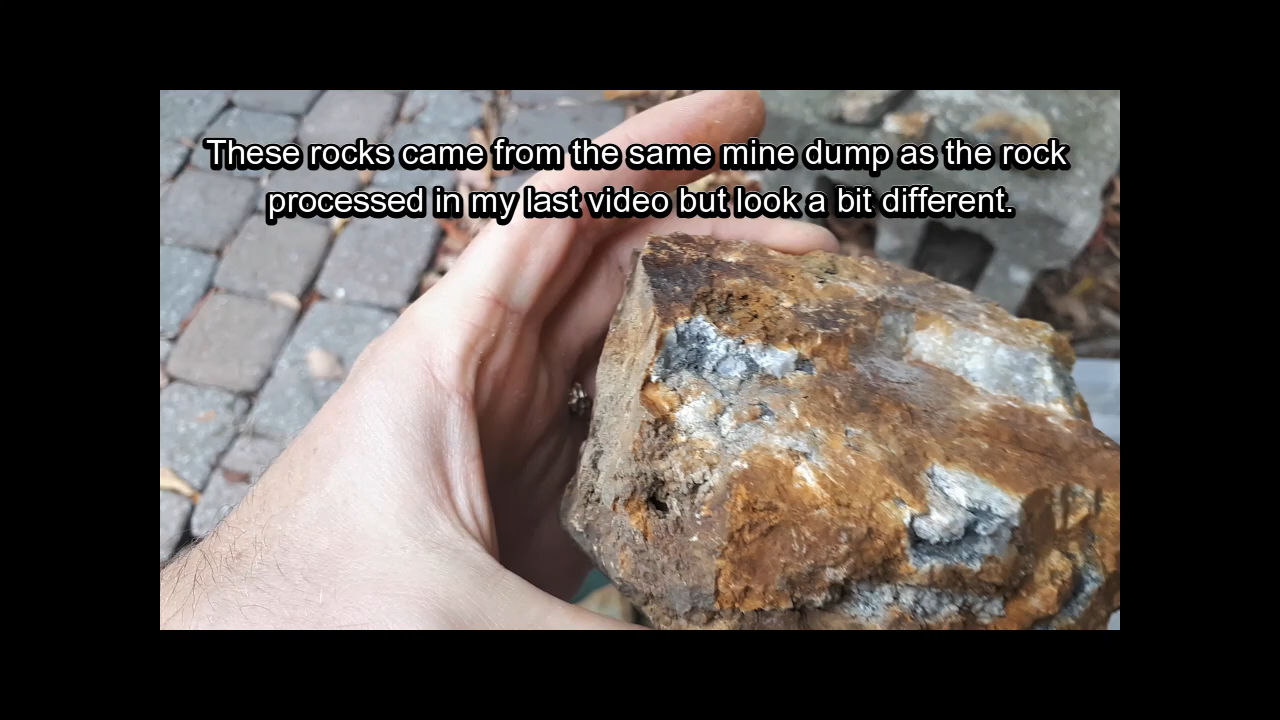 These rocks came from the same mine dump as the rock
processed in my last video but look a bit different.